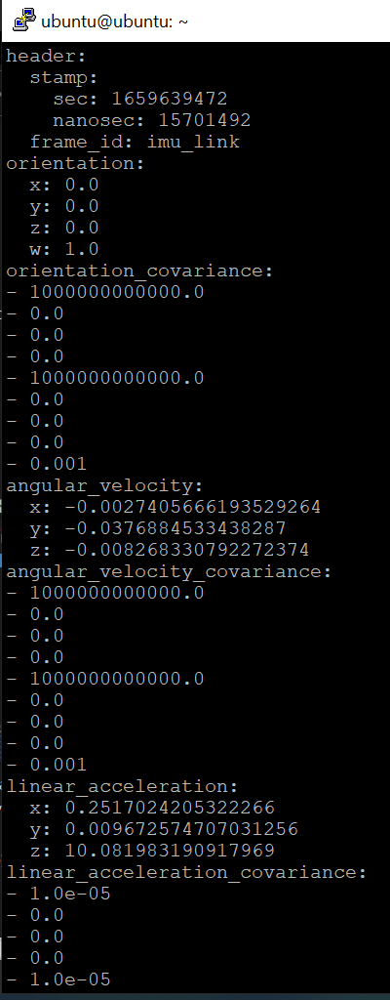 ubuntu@ubuntu: ~
header:
  stamp:
    sec: 1659639472
    nanosec: 15701492
  frame_id: imu_link
orientation:
  x: 0.0
  y: 0.0
  z: 0.0
  w: 1.0
orientation_covariance:
- 1000000000000.0
- 0.0
- 0.0
- 0.0
- 1000000000000.0
- 0.0
- 0.0
- 0.0
- 0.001
angular_velocity:
  x: -0.0027405666193529264
  y: -0.0376884533438287
  z: -0.008268330792272374
angular_velocity_covariance:
- 1000000000000.0
- 0.0
- 0.0
- 0.0
- 1000000000000.0
- 0.0
- 0.0
- 0.0
- 0.001
linear_acceleration:
  x: 0.2517024205322266
  y: 0.009672574707031256
  z: 10.081983190917969
linear_acceleration_covariance:
- 1.0e-05
- 0.0
- 0.0
- 0.0
- 1.0e-05